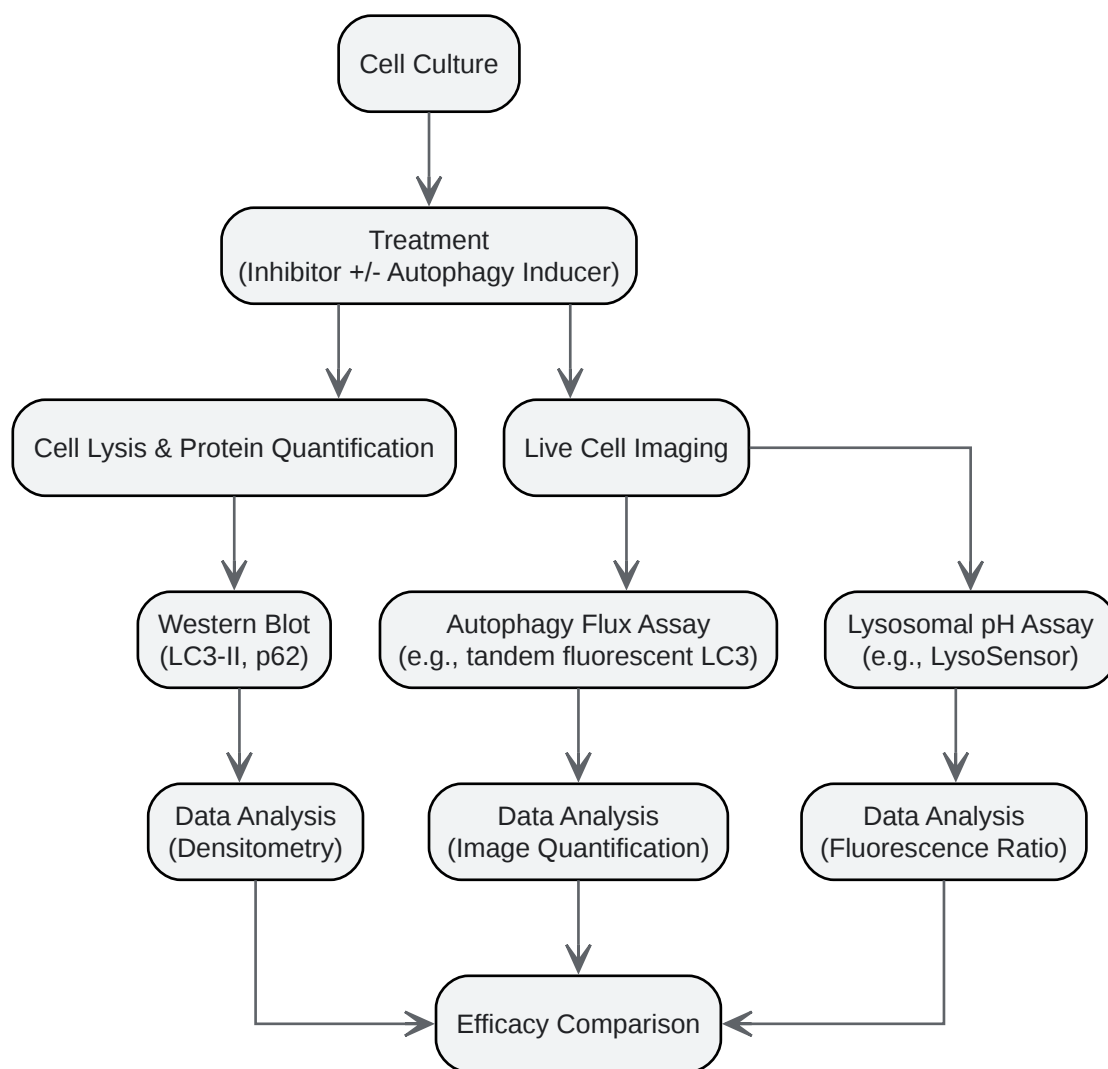 Cell Culture
Treatment
(Inhibitor +/- Autophagy Inducer)
Cell Lysis & Protein Quantification
Live Cell Imaging
Western Blot
(LC3-II, p62)
Autophagy Flux Assay
(e.g., tandem fluorescent LC3)
Lysosomal pH Assay
(e.g., LysoSensor)
Data Analysis
(Densitometry)
Data Analysis
(Image Quantification)
Data Analysis
(Fluorescence Ratio)
Efficacy Comparison